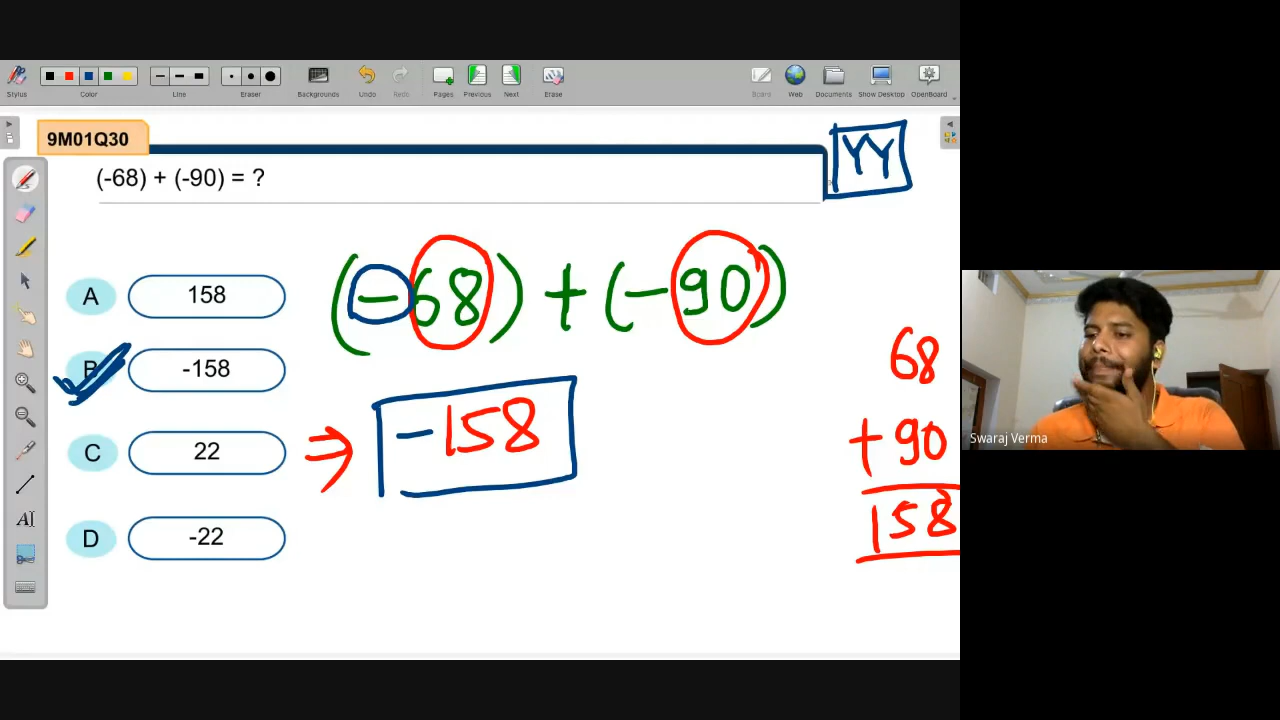 Stylus Color Line Eraser Backgrounds Undo Redo Pages Previous Next Erase Board Web Documents Show Desktop OpenBoard
9M01Q30
YY
(-68) + (-90) = ?
A 158
(-68) + (-90)
B -158
68
+ 90
158
C 22
⇒ -158
D -22
Swaraj Verma